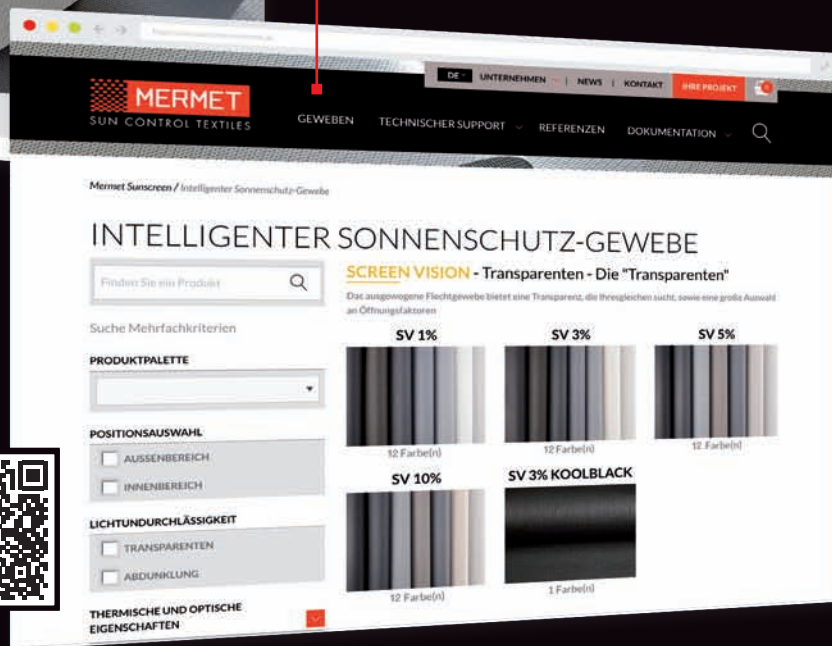 DE
UNTERNEHMEN | NEWS | KONTAKT
IHRE PROJEKT
0
MERMET
SUN CONTROL TEXTILES
GEWEBEN
TECHNISCHER SUPPORT
REFERENZEN
DOKUMENTATION
Mermet Sunscreen / Intelligenter Sonnenschutz-Gewebe
INTELLIGENTER SONNENSCHUTZ-GEWEBE
Finden Sie ein Produkt
Suche Mehrfachkriterien
PRODUKTPALETTE
POSITIONSAUSWAHL
AUSSENBEREICH
INNENBEREICH
LICHTUNDURCHLÄSSIGKEIT
TRANSPARENTEN
ABDUNKLUNG
THERMISCHE UND OPTISCHE
EIGENSCHAFTEN
SCREEN VISION - Transparenten - Die "Transparenten"
Das ausgewogene Flechtgewebe bietet eine Transparenz, die Ihresgleichen sucht, sowie eine große Auswahl
an Öffnungsfaktoren
SV 1%
SV 3%
SV 5%
12 Farbe(n)
12 Farbe(n)
12 Farbe(n)
SV 10%
SV 3% KOOLBLACK
12 Farbe(n)
1 Farbe(n)